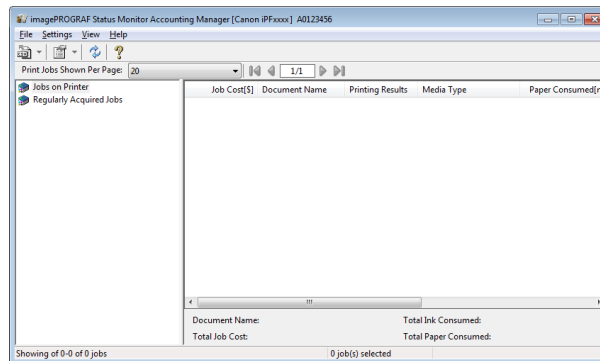 imagePROGRAF Status Monitor Accounting Manager [Canon iPFxxxx] A0123456
File Settings View Help
Print Jobs Shown Per Page: 20 1/1
Jobs on Printer
Regularly Acquired Jobs
Job Cost[$] Document Name Printing Results Media Type Paper Consumed[m
Document Name: Total Ink Consumed:
Total Job Cost: Total Paper Consumed:
Showing of 0-0 of 0 jobs 0 job(s) selected